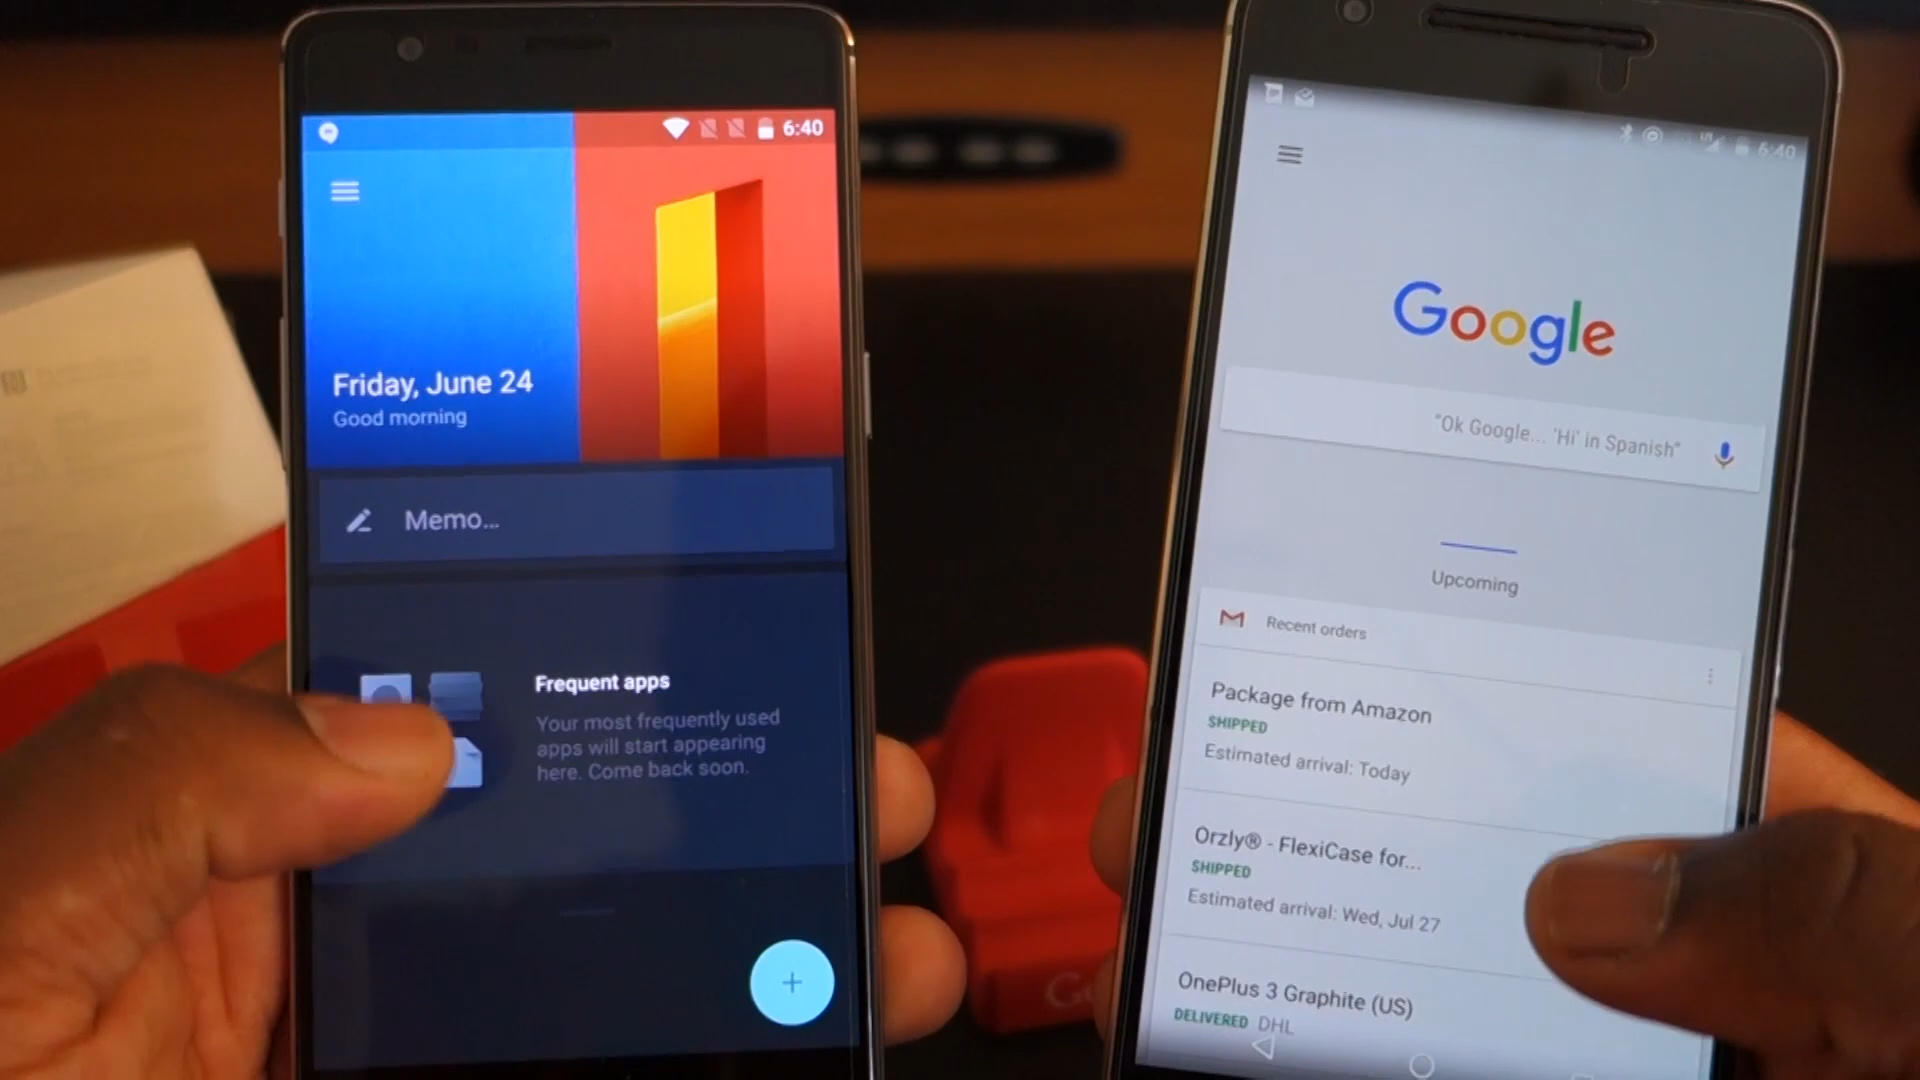 6:40
Friday, June 24
Good morning
Memo...
Frequent apps
Your most frequently used
apps will start appearing
here. Come back soon.
6:40
Google
"Ok Google... 'Hi' in Spanish"
Upcoming
Recent orders
Package from Amazon
SHIPPED
Estimated arrival: Today
Orzly® - FlexiCase for...
SHIPPED
Estimated arrival: Wed, Jul 27
OnePlus 3 Graphite (US)
DELIVERED DHL